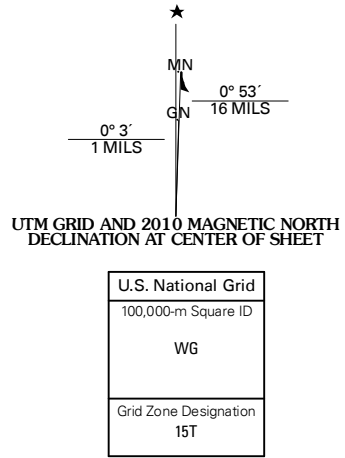 ★
MN
0° 53´
16 MILS
GN
0° 3´
1 MILS
UTM GRID AND 2010 MAGNETIC NORTH
DECLINATION AT CENTER OF SHEET
U.S. National Grid
100,000-m Square ID
WG
Grid Zone Designation
15T